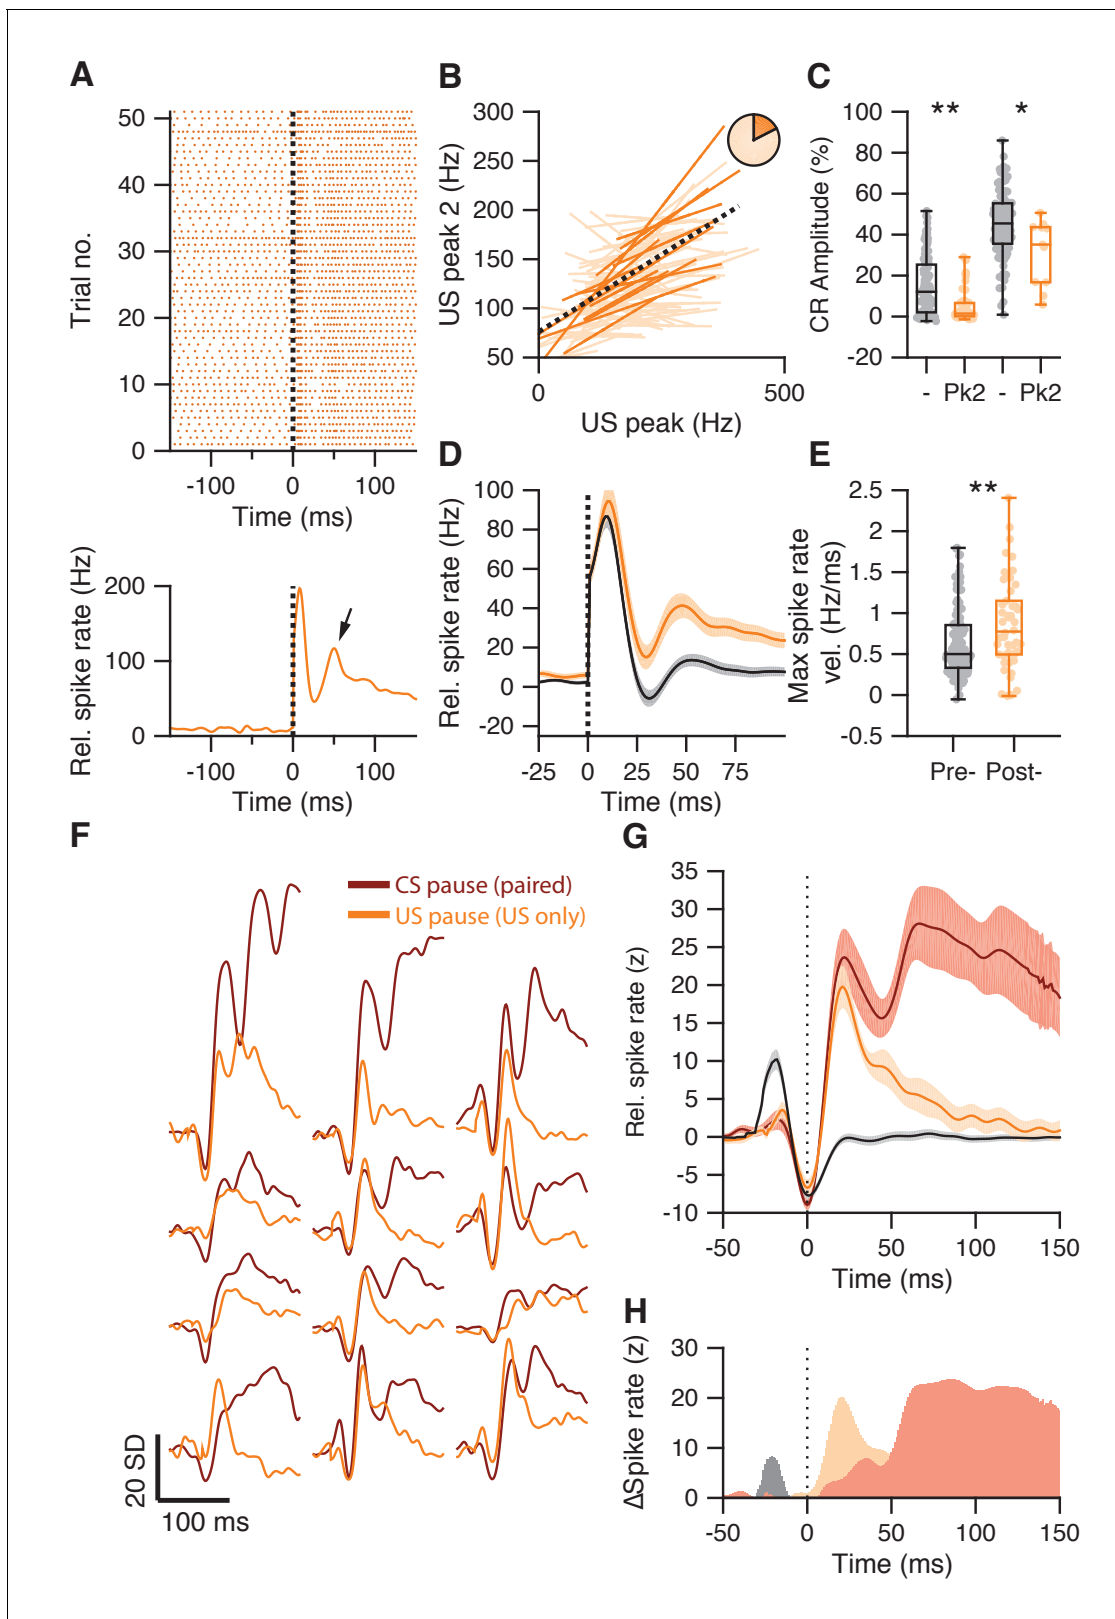 A
Trial no.
50
40
30
20
10
0
-100 0 100
Time (ms)
Rel. spike rate (Hz)
200
100
0
-100 0 100
Time (ms)
B
US peak 2 (Hz)
300
250
200
150
100
50
0 500
US peak (Hz)
C
CR Amplitude (%)
100
80
60
40
20
0
-20
** *
- Pk2 - Pk2
D
Rel. spike rate (Hz)
100
80
60
40
20
0
20
-25 0 25 50 75
Time (ms)
E
Max spike rate
vel. (Hz/ms)
2.5
2
1.5
1
0.5
0
-0.5
**
Pre- Post-
F
CS pause (paired)
US pause (US only)
20 SD
100 ms
G
Rel. spike rate (z)
35
30
25
20
15
10
5
0
-5
-10
-50 0 50 100 150
Time (ms)
H
ΔSpike rate (z)
30
20
10
0
-50 0 50 100 150
Time (ms)